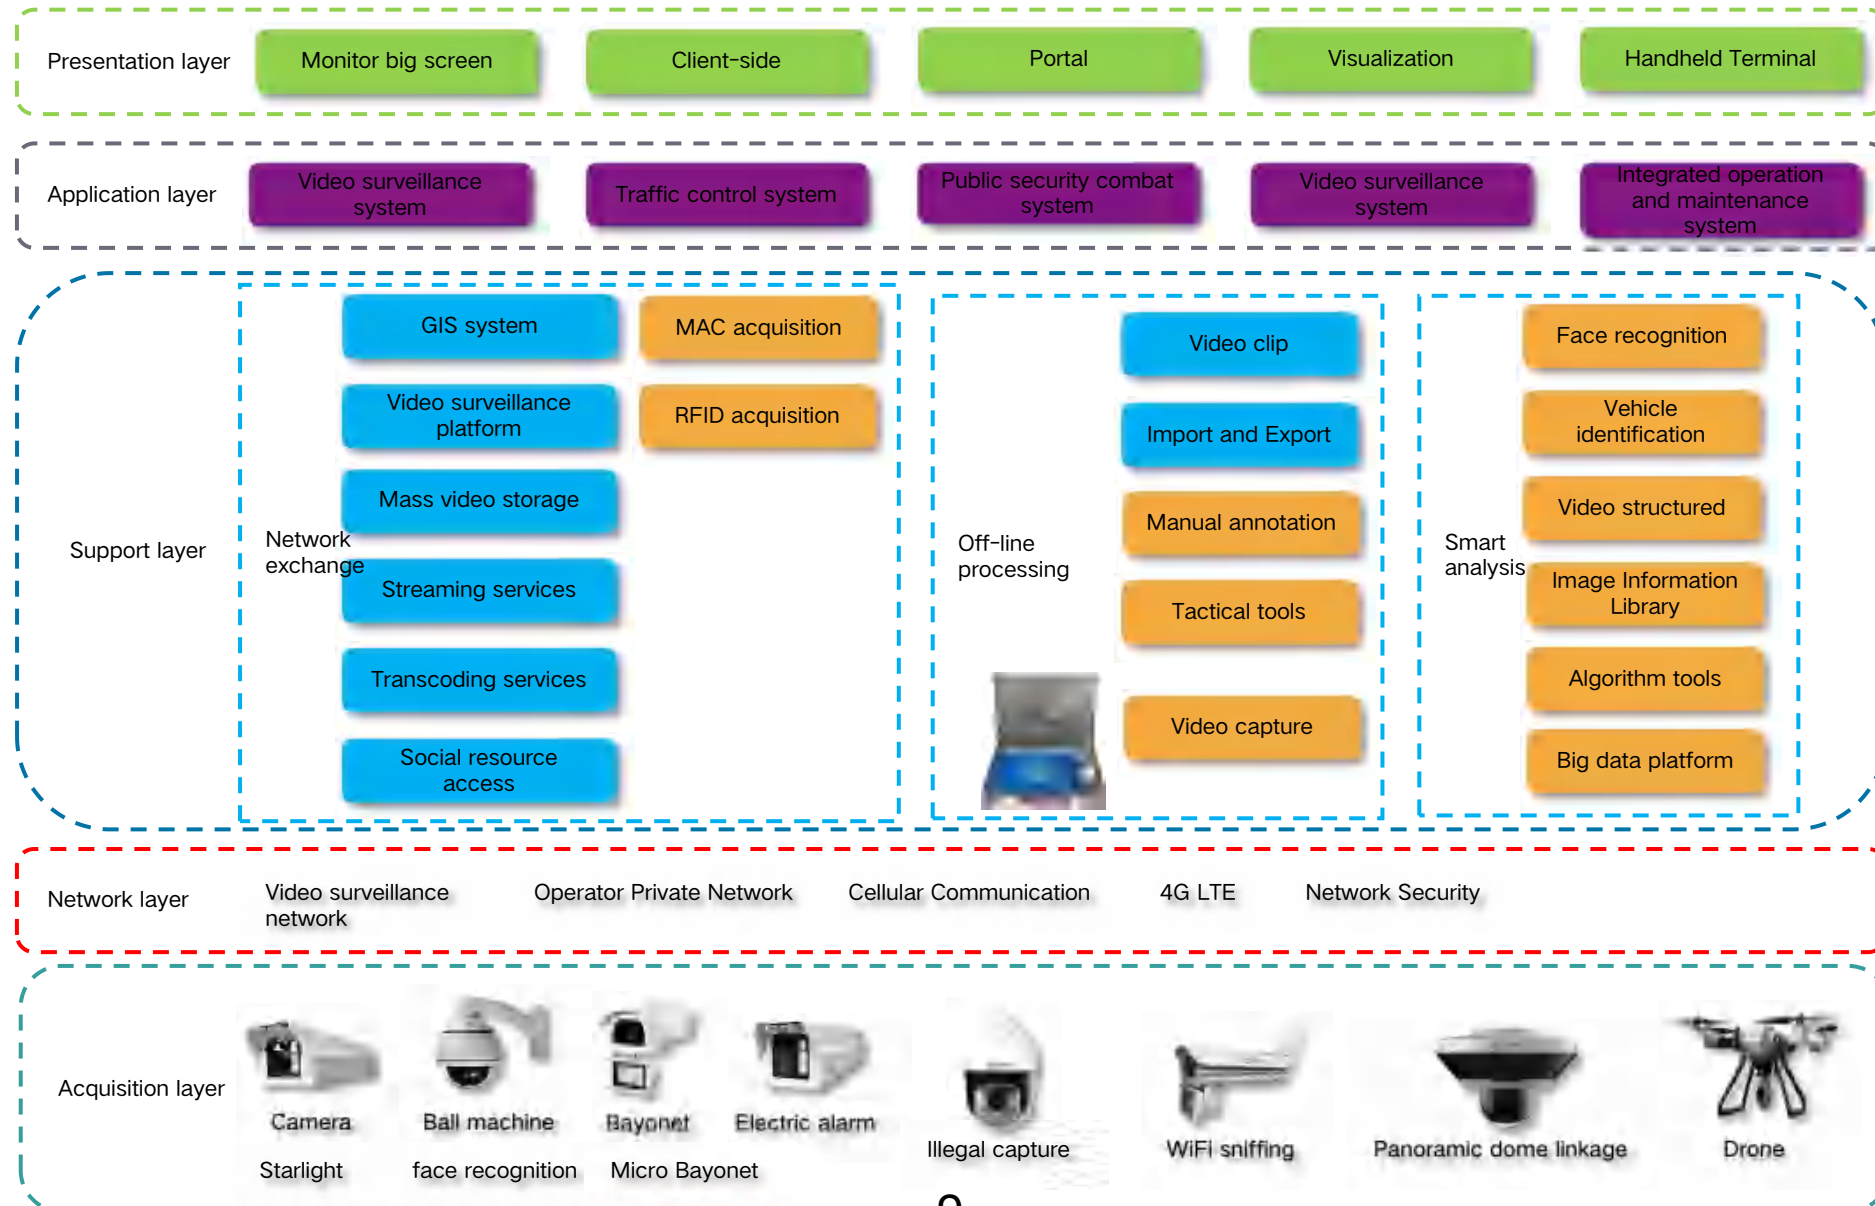 Presentation layer
Monitor big screen
Client-side
Portal
Visualization
Handheld Terminal
Application layer
Video surveillance
system
Traffic control system
Public security combat
system
Video surveillance
system
Integrated operation
and maintenance
system
Support layer
Network
exchange
GIS system
Video surveillance
platform
Mass video storage
Streaming services
Transcoding services
Social resource
access
MAC acquisition
RFID acquisition
Off-line
processing
Video clip
Import and Export
Manual annotation
Tactical tools
Video capture
Smart
analysis
Face recognition
Vehicle
identification
Video structured
Image Information
Library
Algorithm tools
Big data platform
Network layer
Video surveillance
network
Operator Private Network
Cellular Communication
4G LTE
Network Security
Acquisition layer
Camera
Ball machine
Bayonet
Electric alarm
Illegal capture
WiFi sniffing
Panoramic dome linkage
Drone
Starlight
face recognition
Micro Bayonet